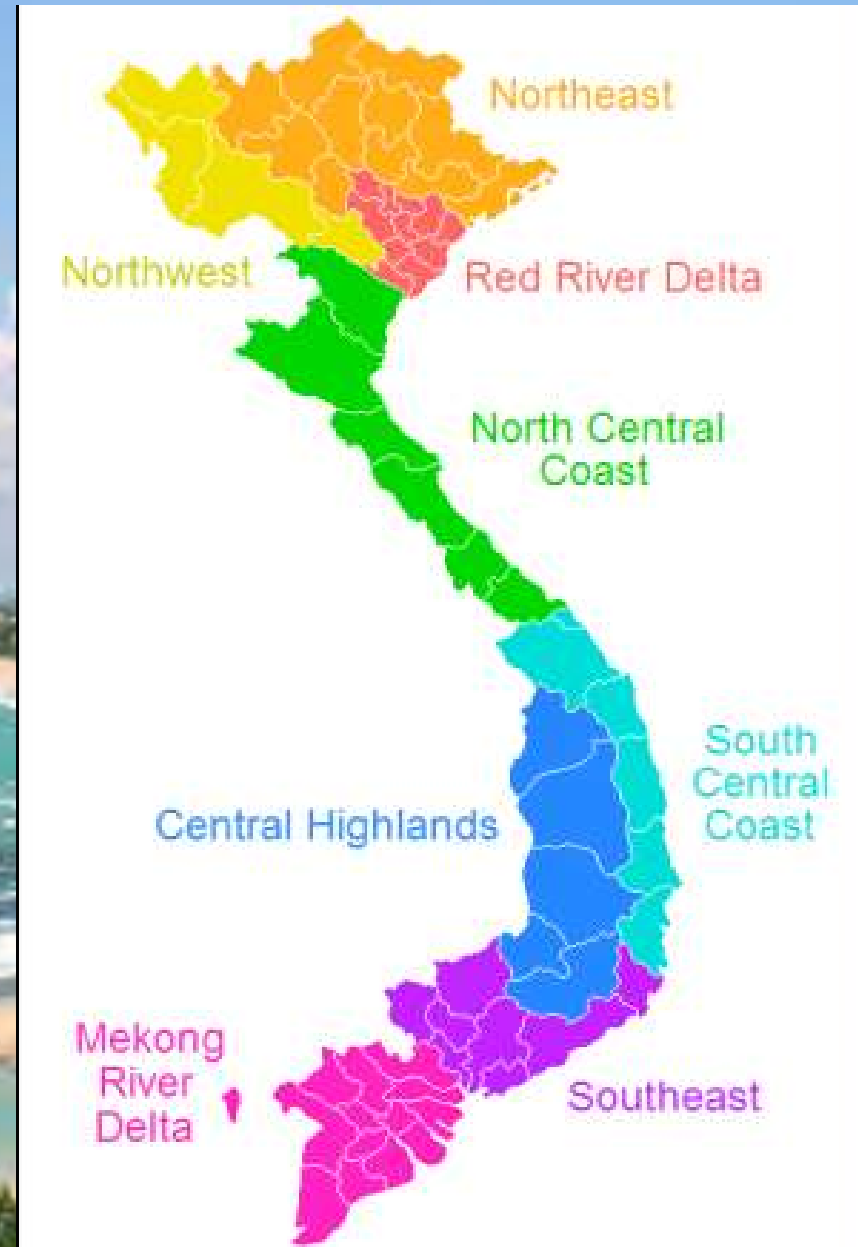 Northeast
Northwest
Red River Delta
North Central
Coast
South
Central
Coast
Central Highlands
Mekong
River
Delta
Southeast